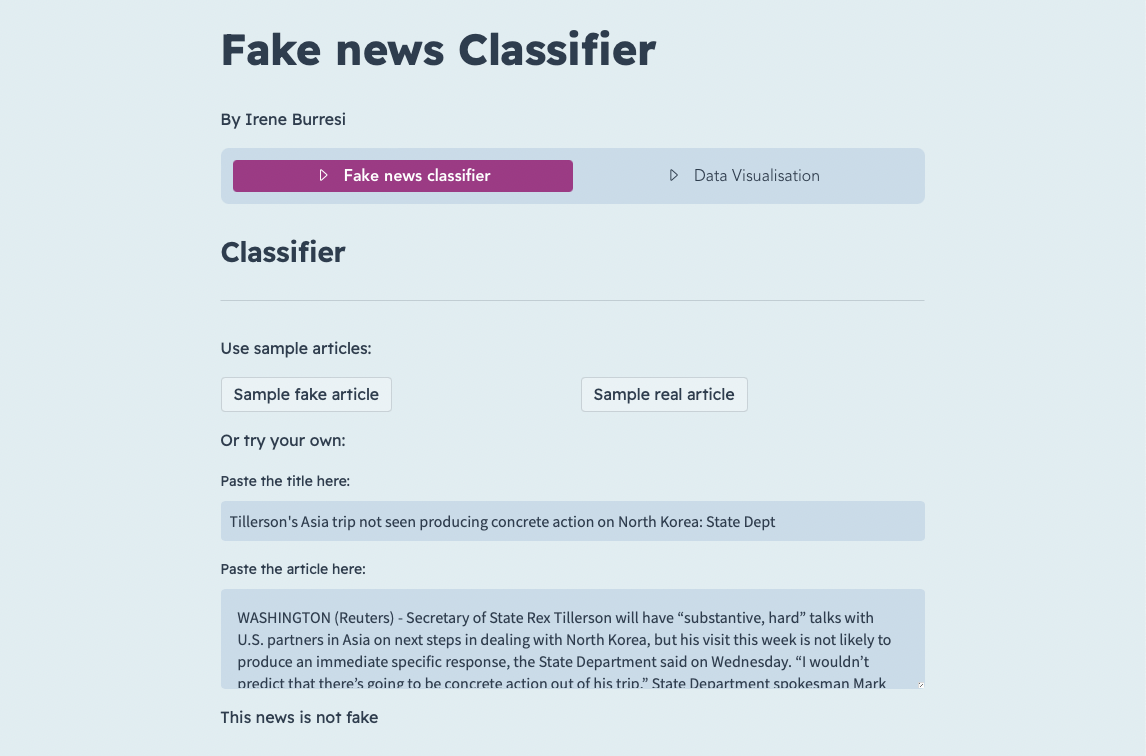 Fake news Classifier
By Irene Burresi
Fake news classifier
Data Visualisation
Classifier
Use sample articles:
Sample fake article
Sample real article
Or try your own:
Paste the title here:
Tillerson's Asia trip not seen producing concrete action on North Korea: State Dept
Paste the article here:
WASHINGTON (Reuters) - Secretary of State Rex Tillerson will have “substantive, hard” talks with
U.S. partners in Asia on next steps in dealing with North Korea, but his visit this week is not likely to
produce an immediate specific response, the State Department said on Wednesday. “I wouldn’t
predict that there’s going to be concrete action out of his trip,” State Department spokesman Mark
This news is not fake